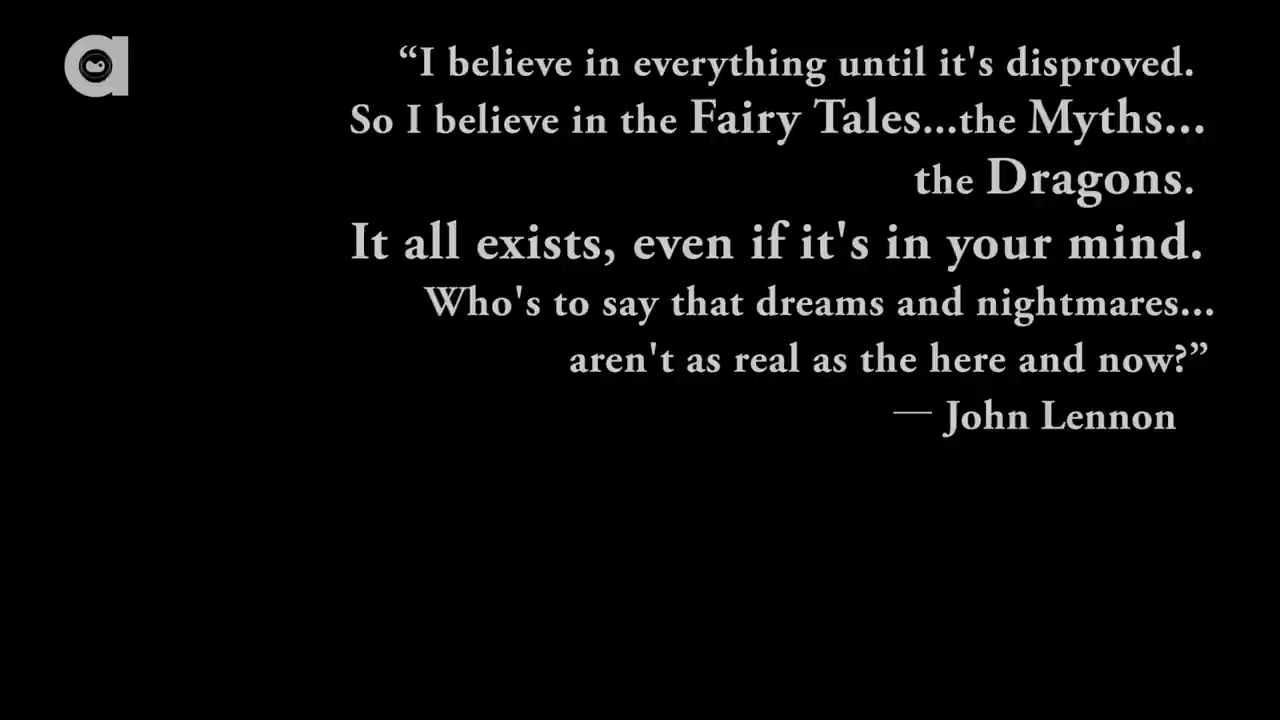 “I believe in everything until it's disproved.
So I believe in the Fairy Tales...the Myths...
the Dragons.
It all exists, even if it's in your mind.
Who's to say that dreams and nightmares...
aren't as real as the here and now?”
— John Lennon